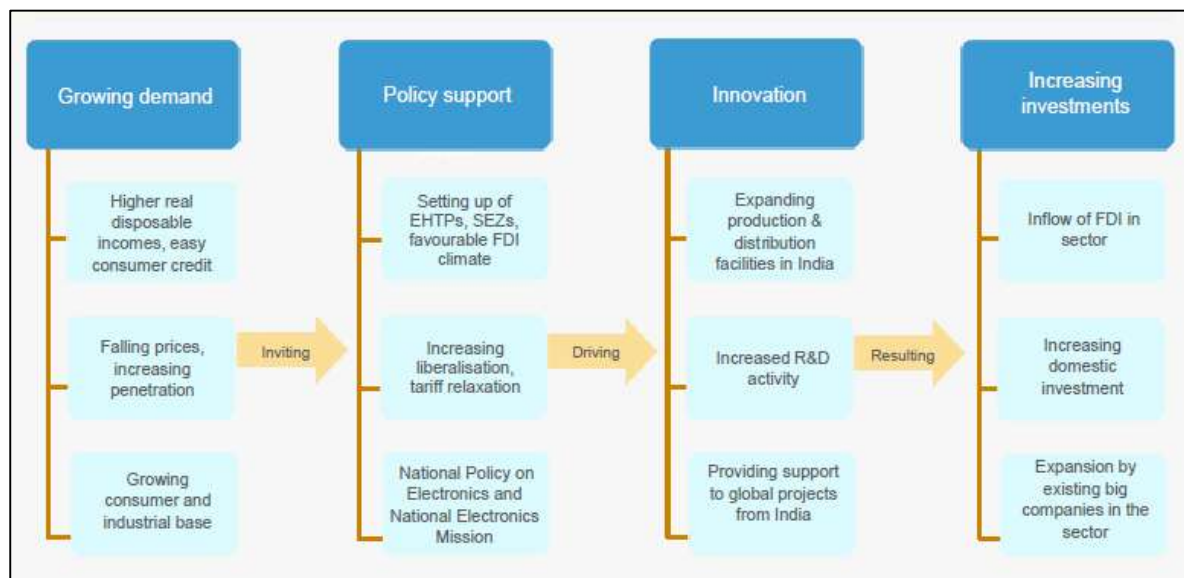 Growing demand
Higher real
disposable
incomes, easy
consumer credit
Falling prices,
increasing
penetration
Growing
consumer and
industrial base
Inviting
Policy support
Setting up of
EHTPs, SEZs,
favourable FDI
climate
Increasing
liberalisation,
tariff relaxation
National Policy on
Electronics and
National Electronics
Mission
Driving
Innovation
Expanding
production &
distribution
facilities in India
Increased R&D
activity
Providing support
to global projects
from India
Resulting
Increasing
investments
Inflow of FDI in
sector
Increasing
domestic
investment
Expansion by
existing big
companies in the
sector